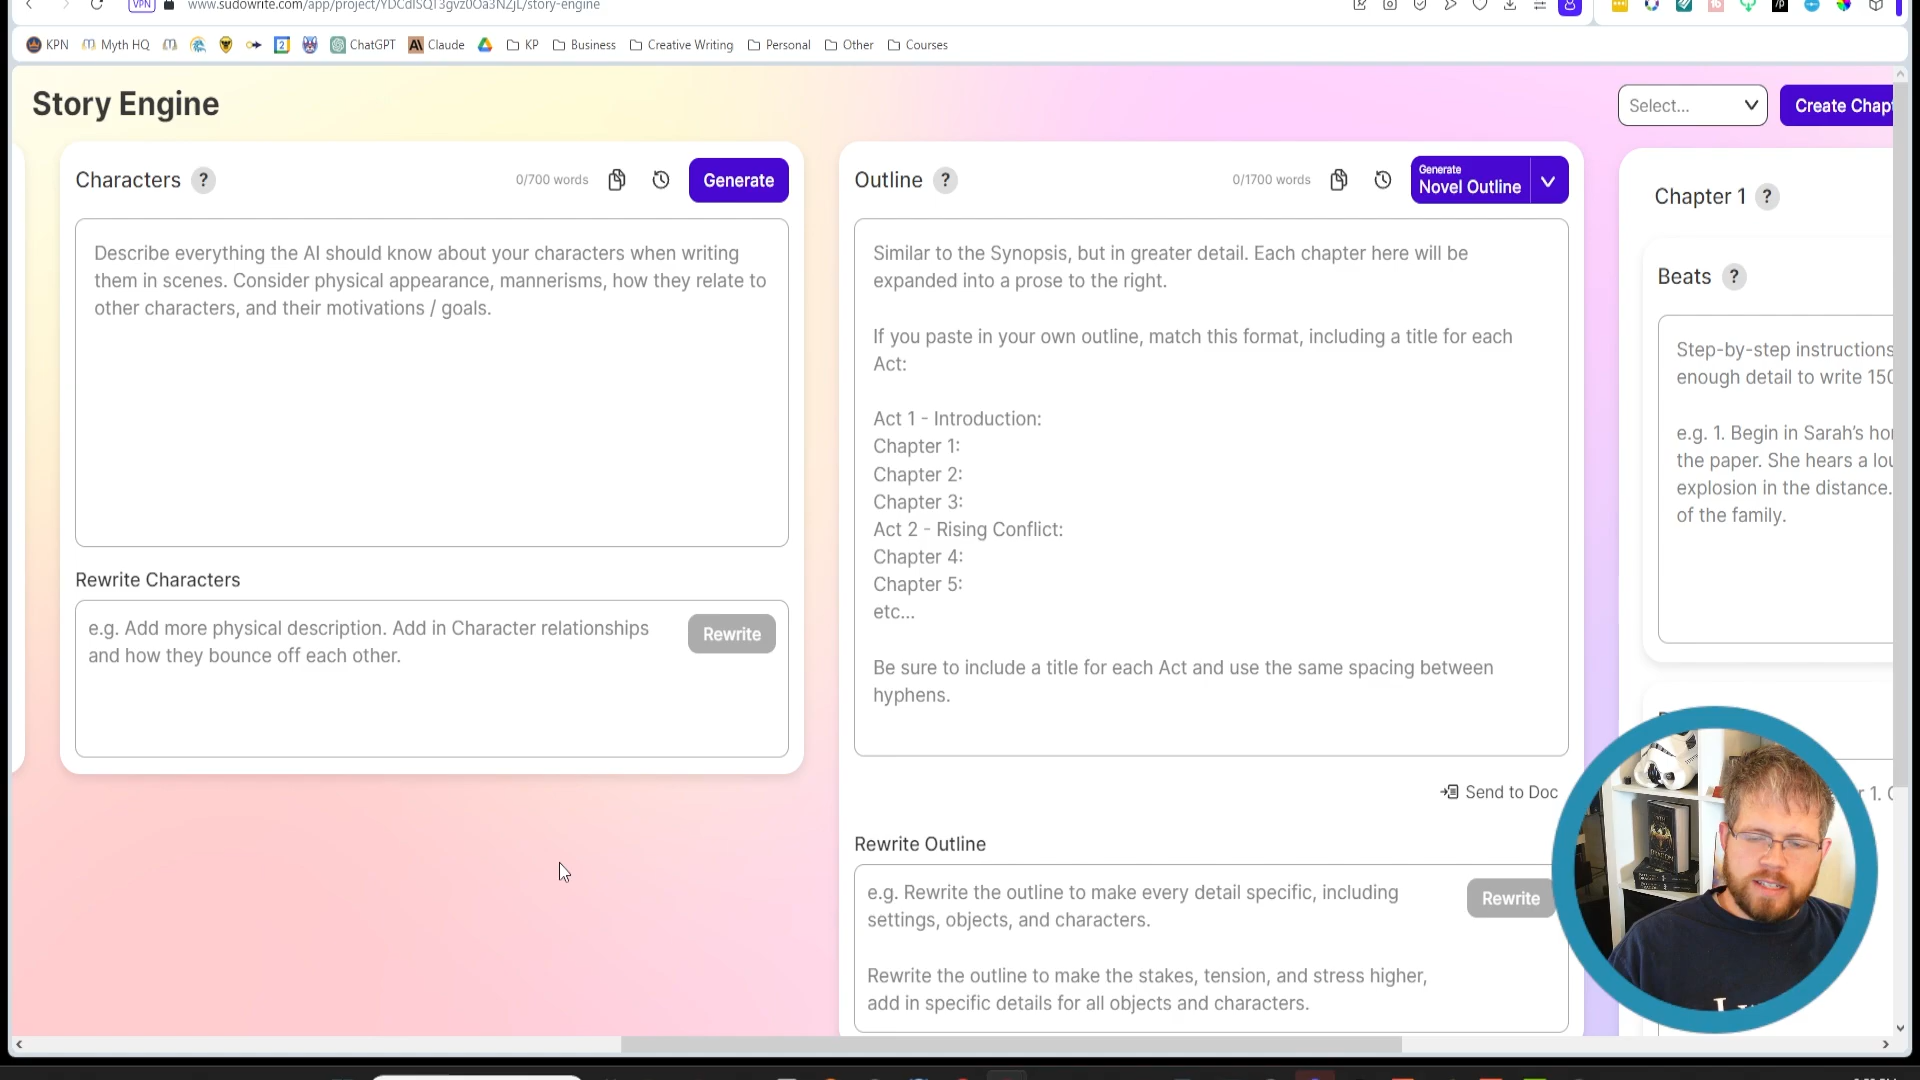 VPN
www.sudowrite.com/app/project/YDCdISQT3gvz0Oa3NZjL/story-engine
KPN
Myth HQ
2
ChatGPT
Claude
KP
Business
Creative Writing
Personal
Other
Courses
Story Engine
Select...
Create Chap
Characters ?
0/700 words
Generate
Describe everything the AI should know about your characters when writing
them in scenes. Consider physical appearance, mannerisms, how they relate to
other characters, and their motivations / goals.
Rewrite Characters
e.g. Add more physical description. Add in Character relationships
and how they bounce off each other.
Rewrite
Outline ?
0/1700 words
Generate
Novel Outline
Similar to the Synopsis, but in greater detail. Each chapter here will be
expanded into a prose to the right.
If you paste in your own outline, match this format, including a title for each
Act:
Act 1 - Introduction:
Chapter 1:
Chapter 2:
Chapter 3:
Act 2 - Rising Conflict:
Chapter 4:
Chapter 5:
etc...
Be sure to include a title for each Act and use the same spacing between
hyphens.
Send to Doc
Rewrite Outline
e.g. Rewrite the outline to make every detail specific, including
settings, objects, and characters.
Rewrite the outline to make the stakes, tension, and stress higher,
add in specific details for all objects and characters.
Rewrite
Chapter 1 ?
Beats ?
Step-by-step instructions
enough detail to write 150
e.g. 1. Begin in Sarah's ho
the paper. She hears a lou
explosion in the distance.
of the family.